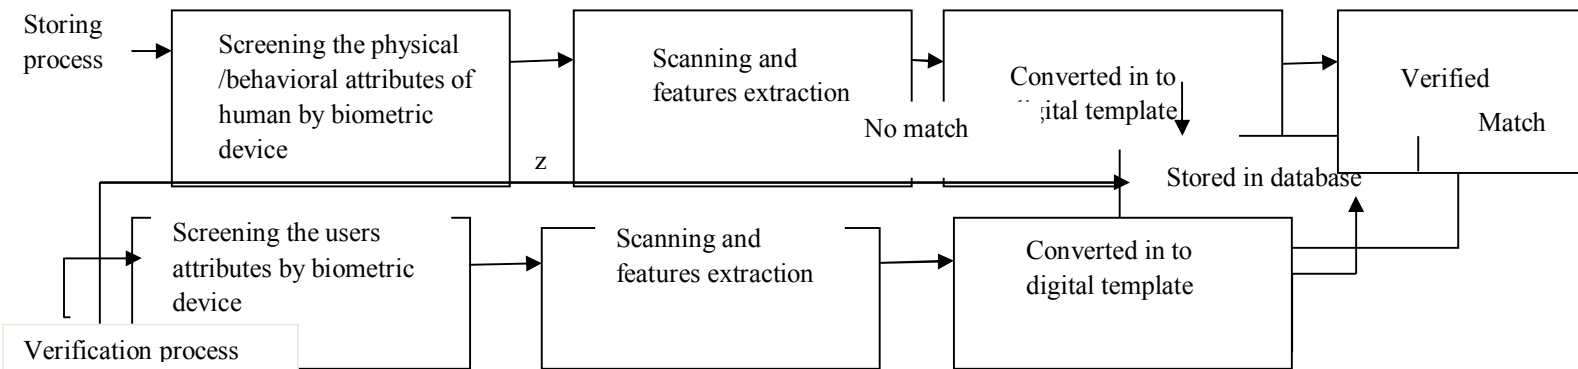 Storing
process
Screening the physical
/behavioral attributes of
human by biometric
device
Scanning and
features extraction
Converted in to
digital template
Verified
Match
No match
z
Stored in database
Screening the users
attributes by biometric
device
Scanning and
features extraction
Converted in to
digital template
Verification process